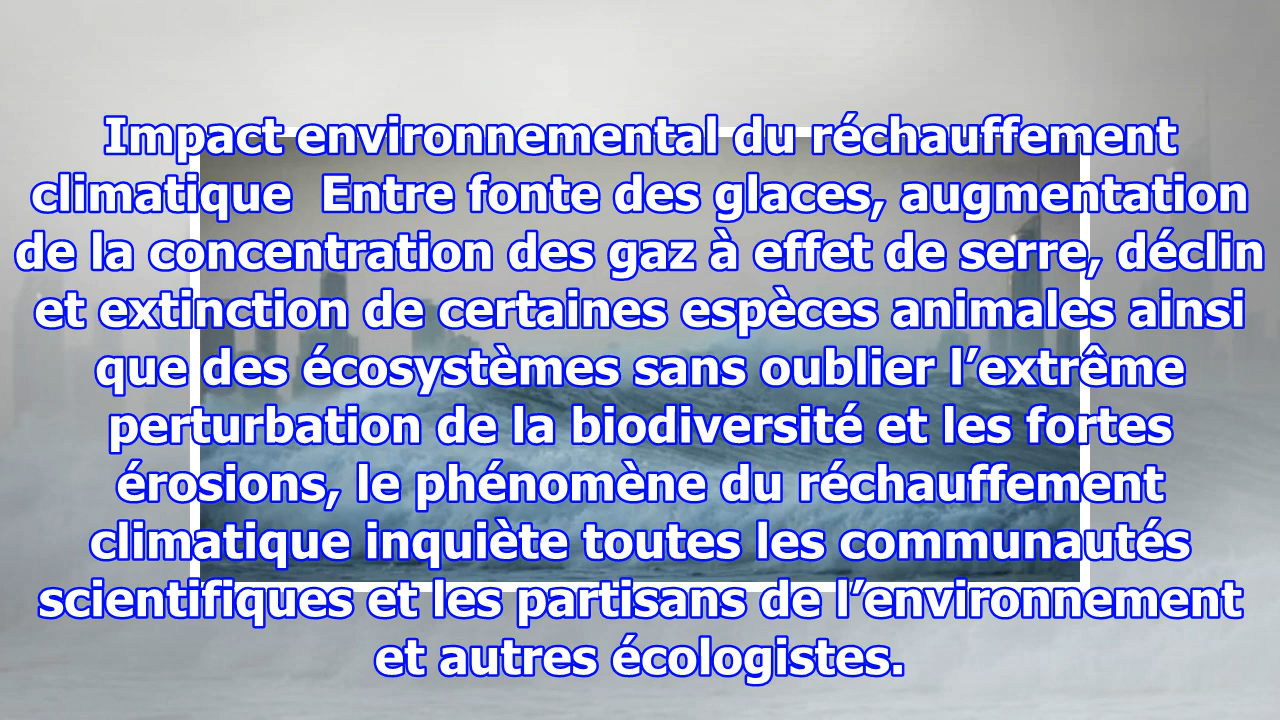 Impact environnemental du réchauffement
climatique  Entre fonte des glaces, augmentation
de la concentration des gaz à effet de serre, déclin
et extinction de certaines espèces animales ainsi
que des écosystèmes sans oublier l’extrême
perturbation de la biodiversité et les fortes
érosions, le phénomène du réchauffement
climatique inquiète toutes les communautés
scientifiques et les partisans de l’environnement
et autres écologistes.